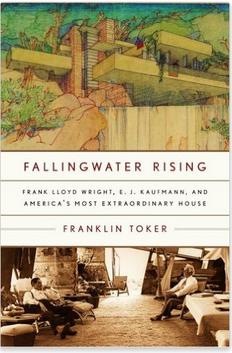 FALLINGWATER RISING
FRANK LLOYD WRIGHT, E. J. KAUFMANN, AND
AMERICA'S MOST EXTRAORDINARY HOUSE
FRANKLIN TOKER